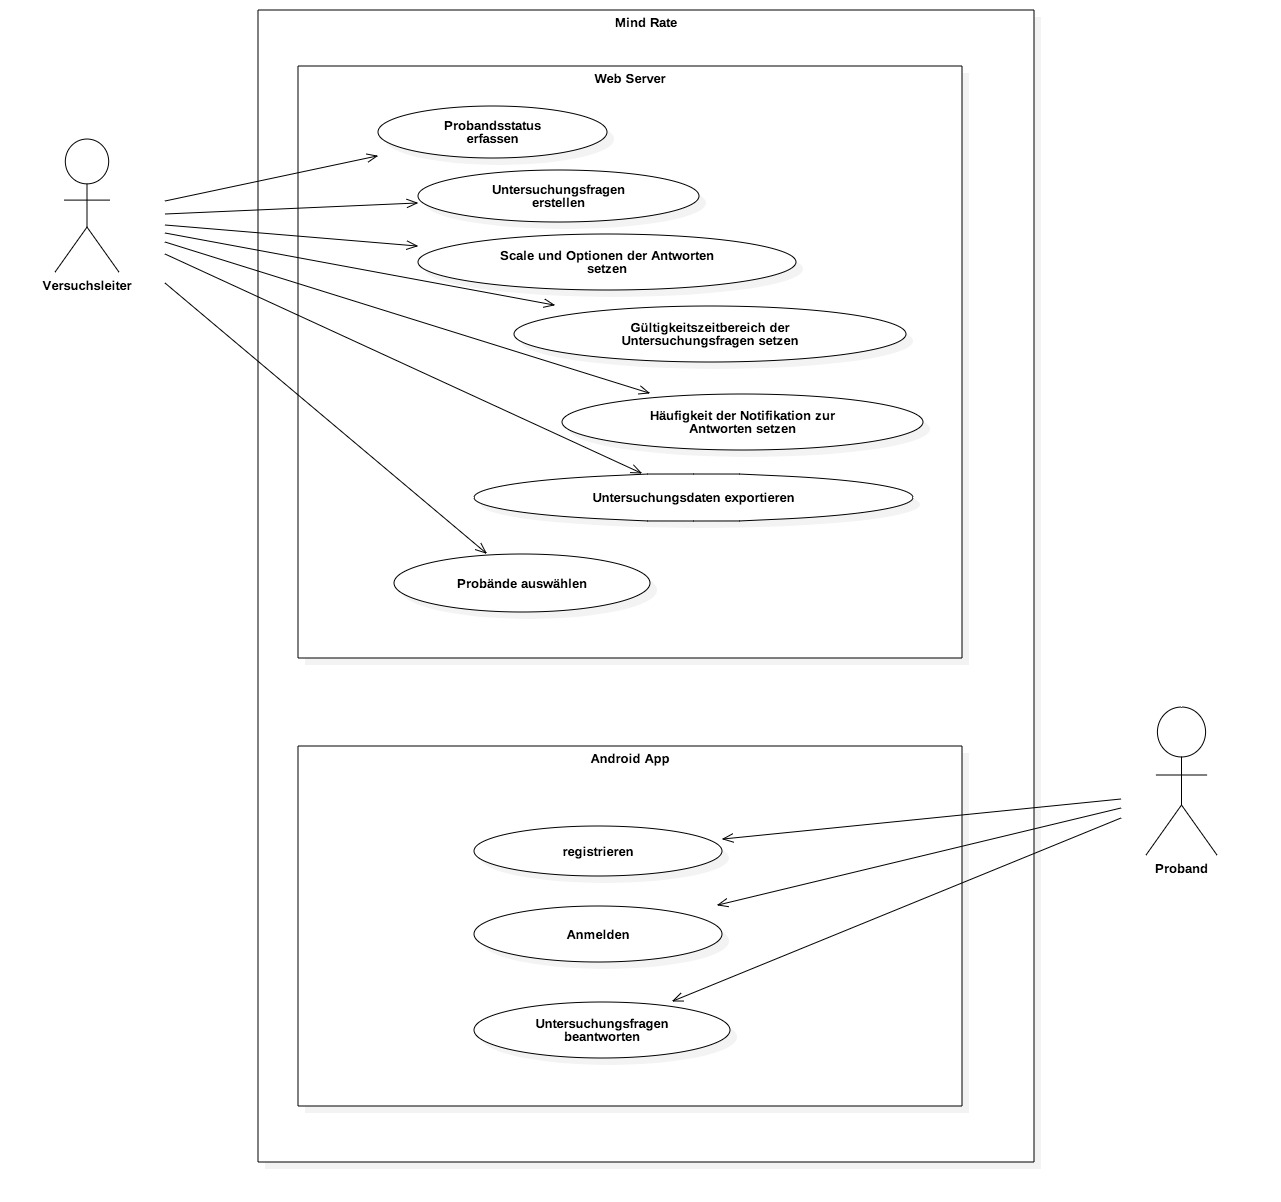 Mind Rate
Web Server
Probandsstatus
erfassen
Untersuchungsfragen
erstellen
Scale und Optionen der Antworten
setzen
Gültigkeitszeitbereich der
Untersuchungsfragen setzen
Häufigkeit der Notifikation zur
Antworten setzen
Untersuchungsdaten exportieren
Probände auswählen
Versuchsleiter
Android App
registrieren
Anmelden
Untersuchungsfragen
beantworten
Proband